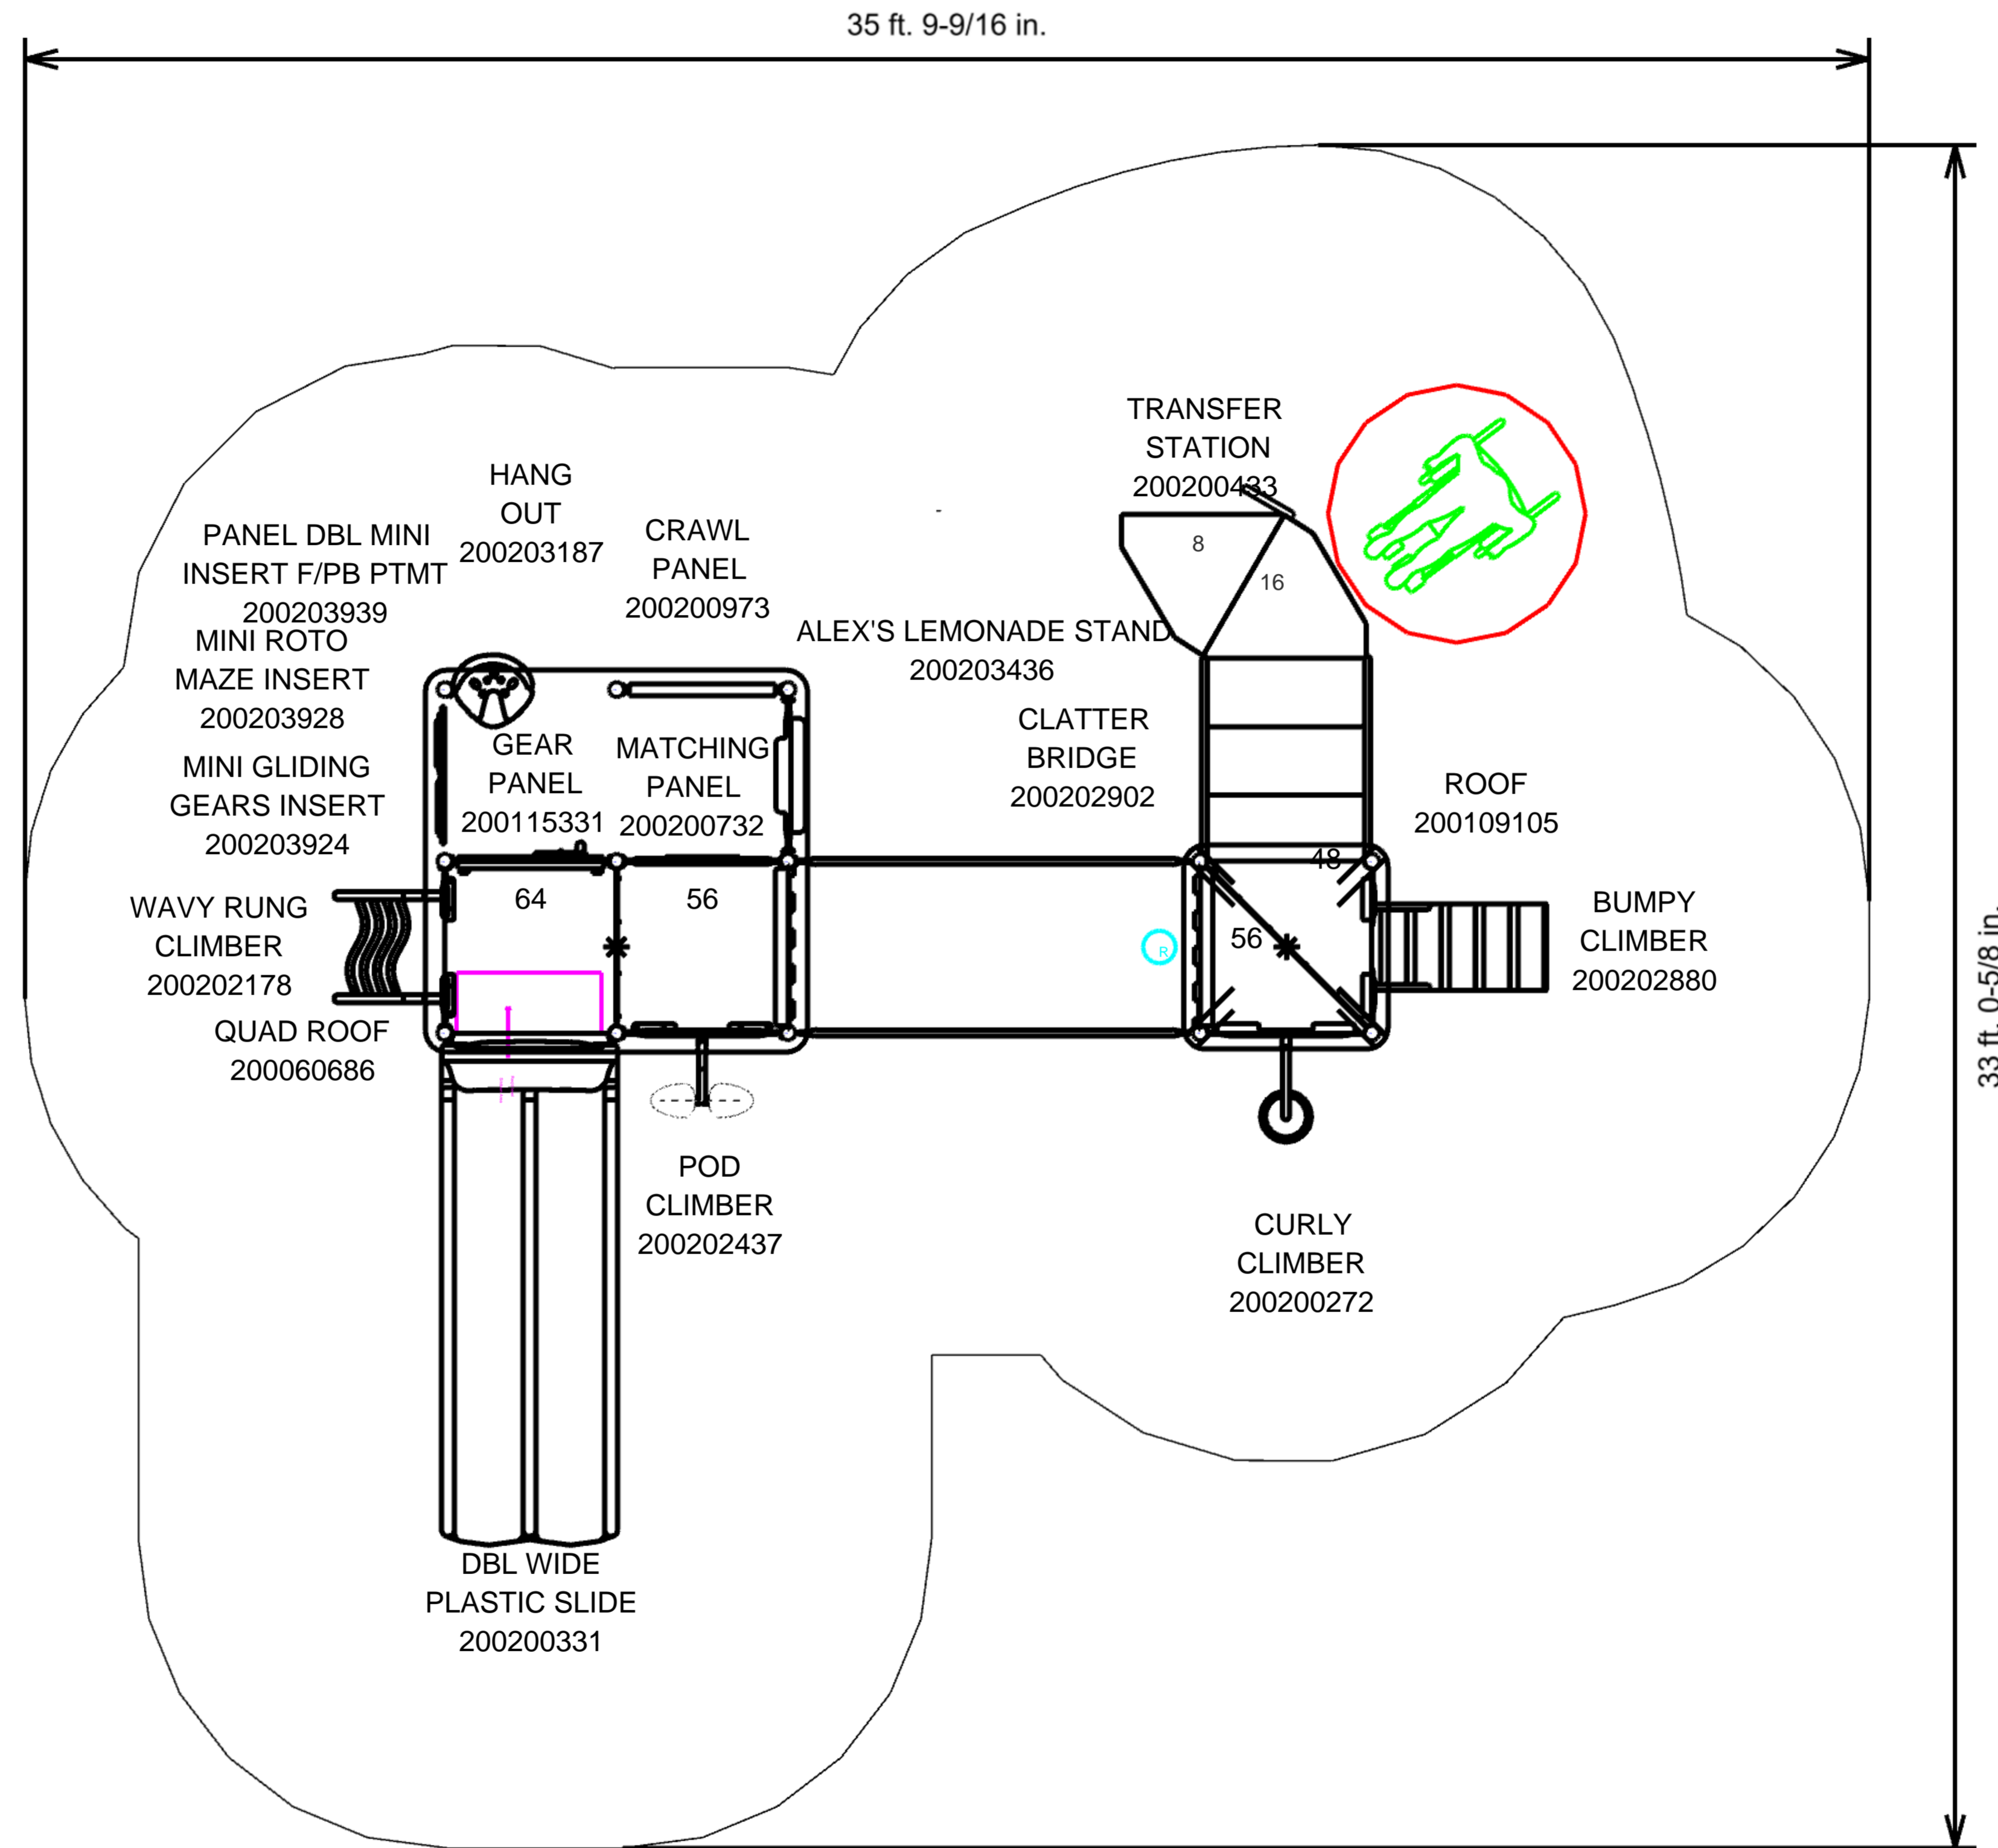 35 ft. 9-9/16 in.
TRANSFER
STATION
200200433
HANG
OUT
200203187
CRAWL
PANEL
200200973
PANEL DBL MINI
INSERT F/PB PTMT
200203939
MINI ROTO
MAZE INSERT
200203928
8
16
ALEX'S LEMONADE STAND
200203436
CLATTER
BRIDGE
200202902
GEAR
PANEL
200115331
MATCHING
PANEL
200200732
MINI GLIDING
GEARS INSERT
200203924
ROOF
200109105
48
64
56
56
R
WAVY RUNG
CLIMBER
200202178
BUMPY
CLIMBER
200202880
33 ft. 0-5/8 in.
QUAD ROOF
200060686
POD
CLIMBER
200202437
CURLY
CLIMBER
200200272
DBL WIDE
PLASTIC SLIDE
200200331